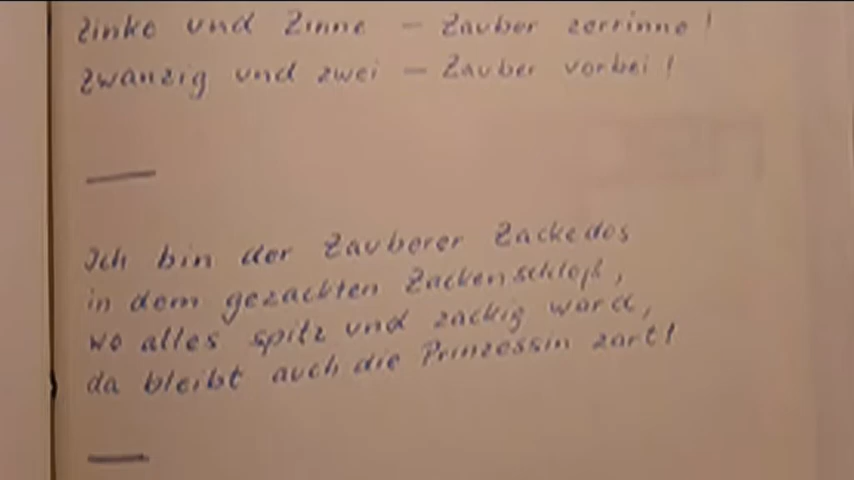 Zinke und Zinne – Zauber zerrinne!
Zwanzig und zwei – Zauber vorbei!
Ich bin der Zauberer Zackedos
in dem gezackten Zackenschloß,
wo alles spitz und zackig ward,
da bleibt auch die Prinzessin zart!